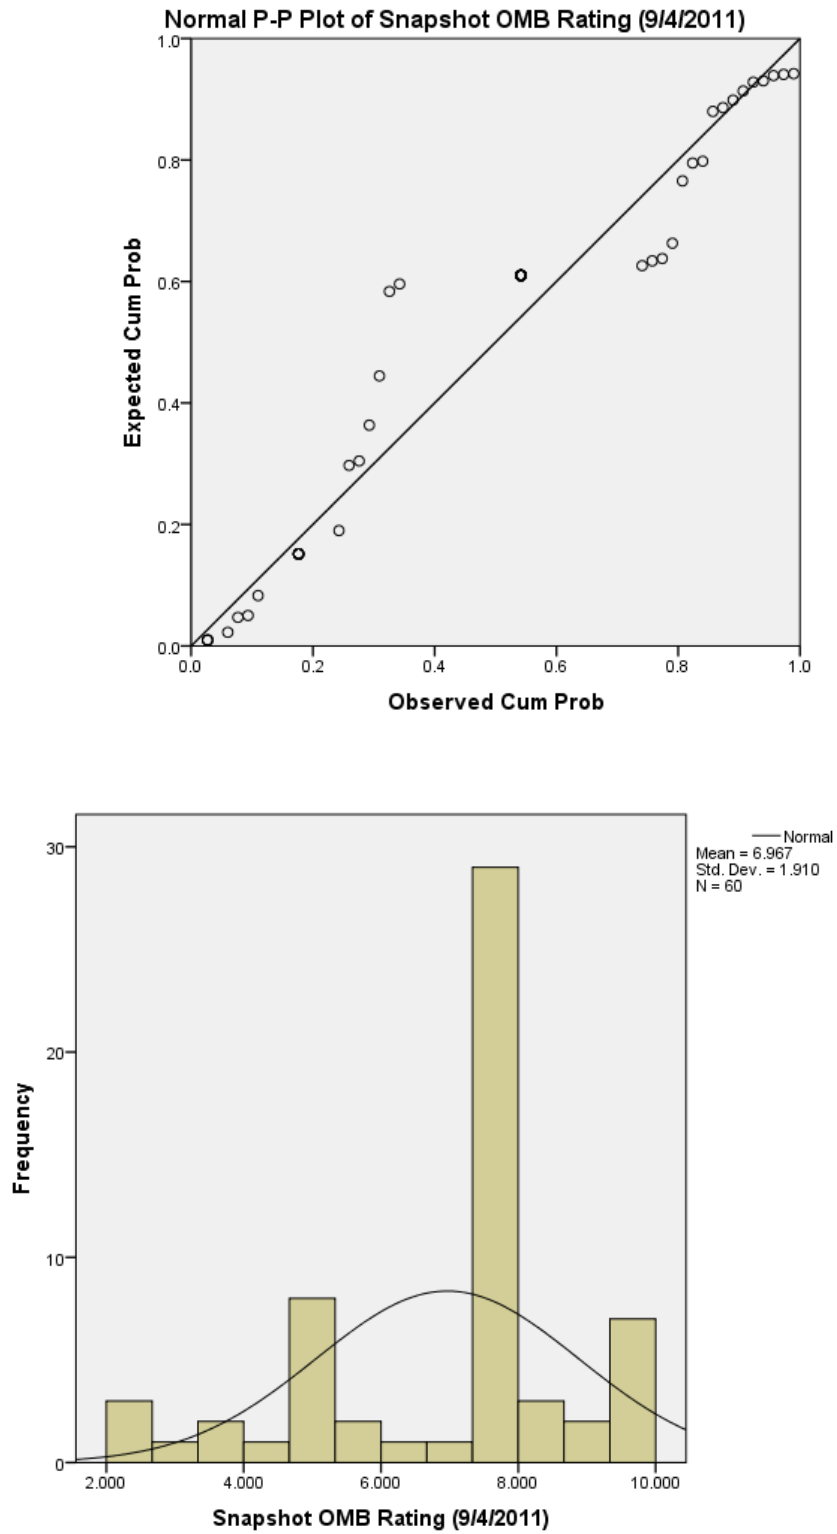 Normal P-P Plot of Snapshot OMB Rating (9/4/2011)
1.0
0.8
0.6
0.4
0.2
0.0
Expected Cum Prob
0.0 0.2 0.4 0.6 0.8 1.0
Observed Cum Prob
Normal
Mean = 6.967
Std. Dev. = 1.910
N = 60
30
20
10
0
Frequency
2.000 4.000 6.000 8.000 10.000
Snapshot OMB Rating (9/4/2011)